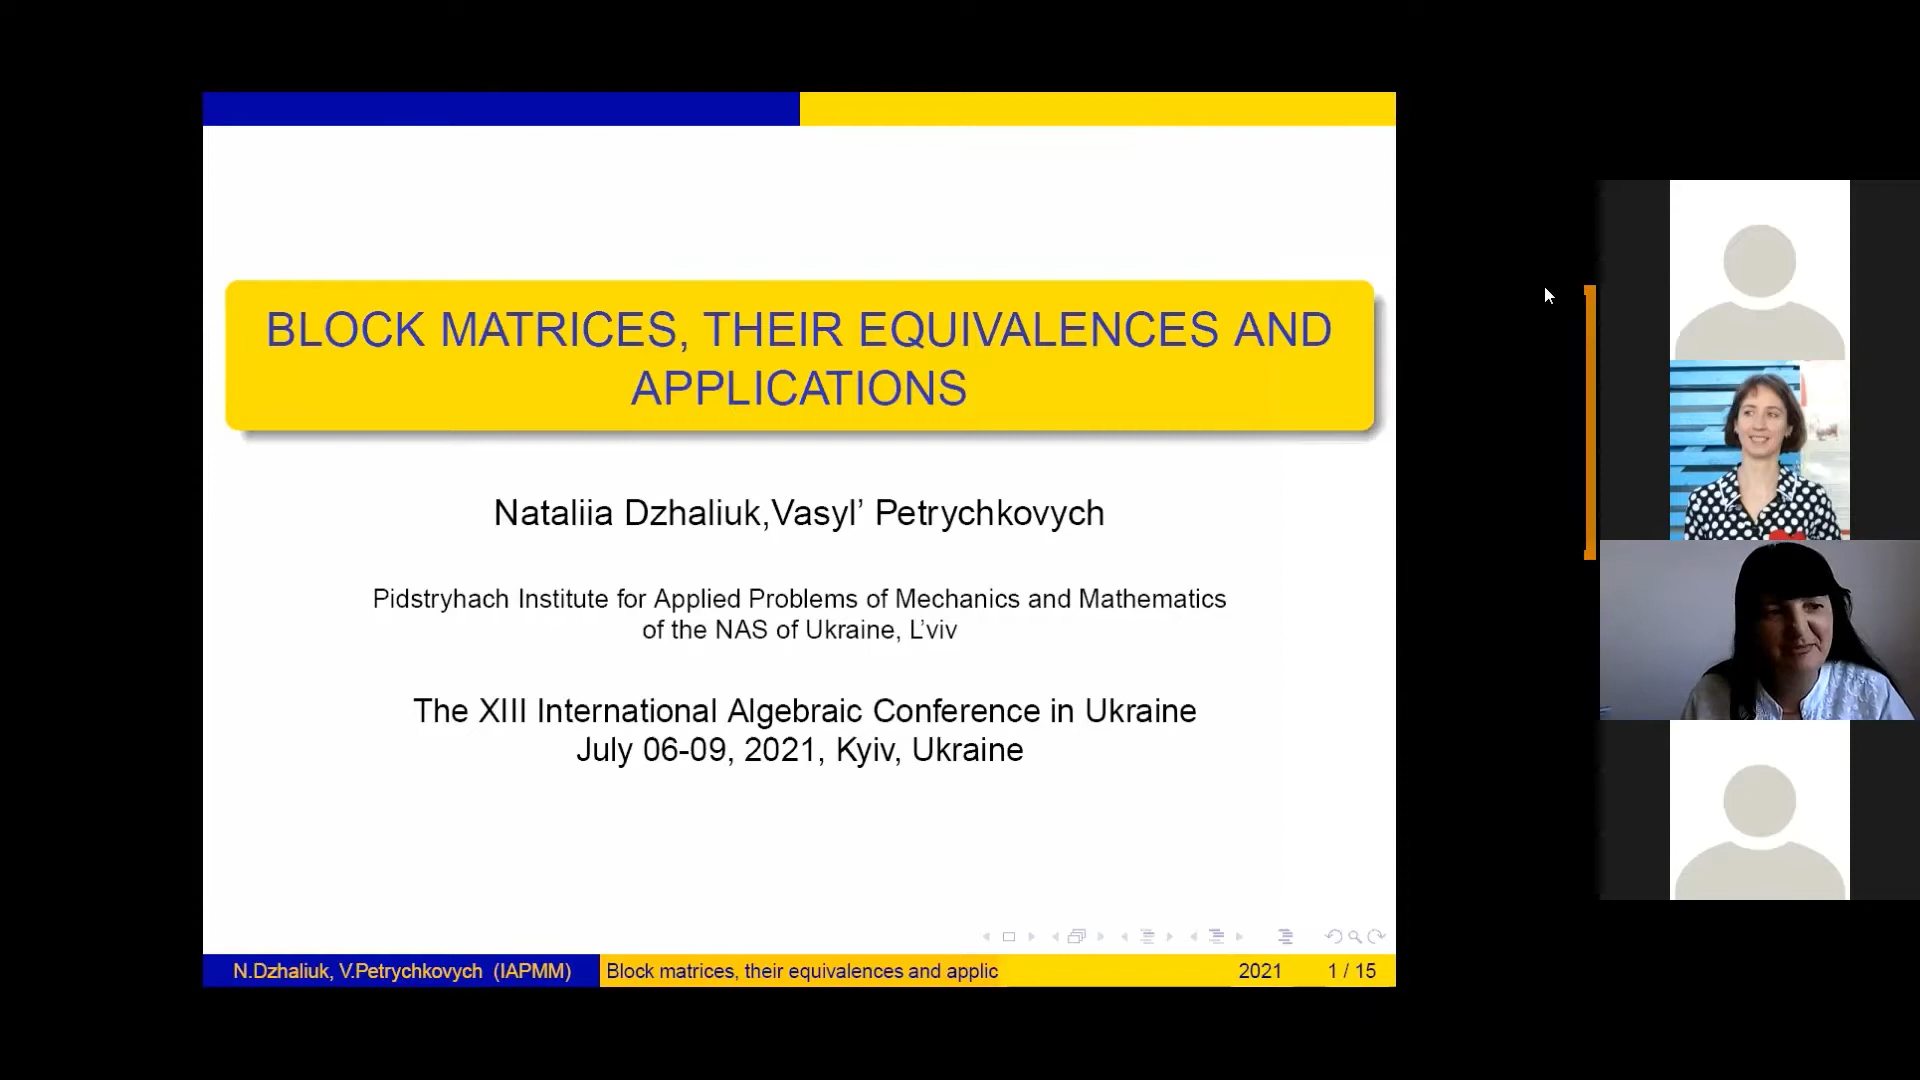 BLOCK MATRICES, THEIR EQUIVALENCES AND
APPLICATIONS
Nataliia Dzhaliuk,Vasyl’ Petrychkovych
Pidstryhach Institute for Applied Problems of Mechanics and Mathematics
of the NAS of Ukraine, L’viv
The XIII International Algebraic Conference in Ukraine
July 06-09, 2021, Kyiv, Ukraine
N.Dzhaliuk, V.Petrychkovych (IAPMM) Block matrices, their equivalences and applic 2021 1 / 15